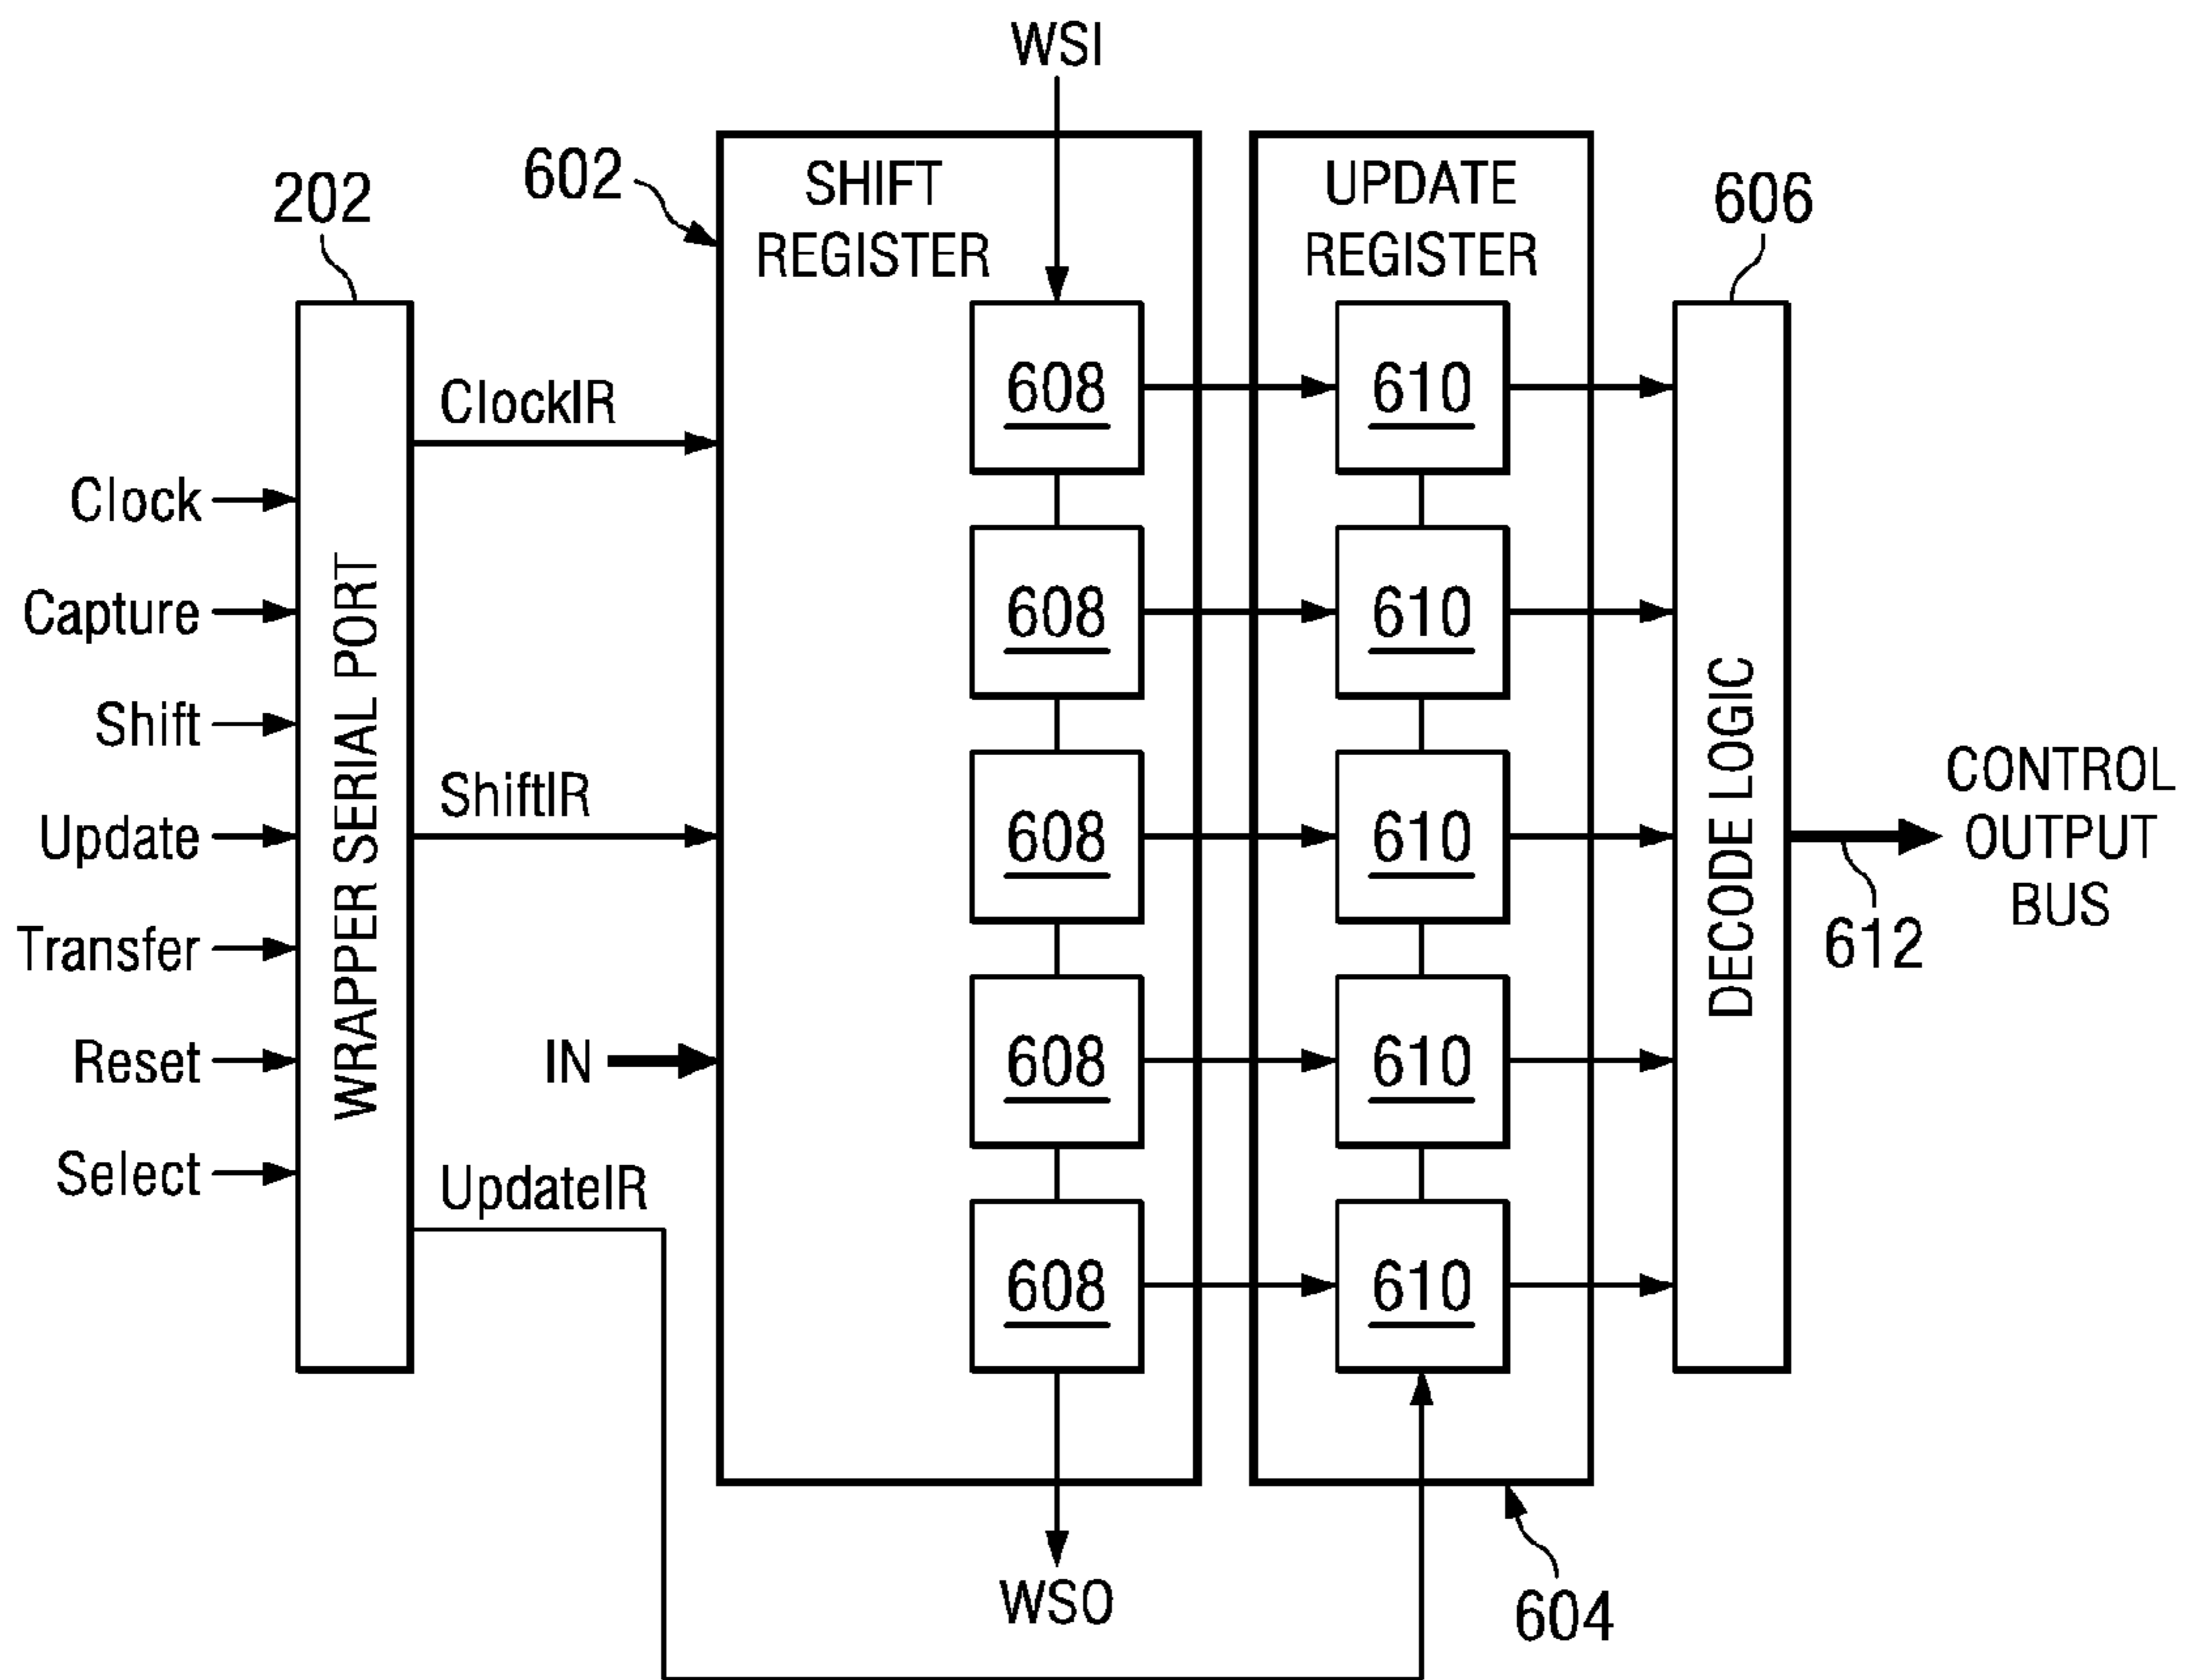 WSI
602
SHIFT
REGISTER
UPDATE
REGISTER
202
606
608
610
ClockIR
Clock
Capture
608
610
Shift
ShiftIR
Update
WRAPPER SERIAL PORT
608
610
DECODE LOGIC
CONTROL
OUTPUT
BUS
612
Transfer
Reset
IN
608
610
Select
UpdateIR
608
610
WSO
604